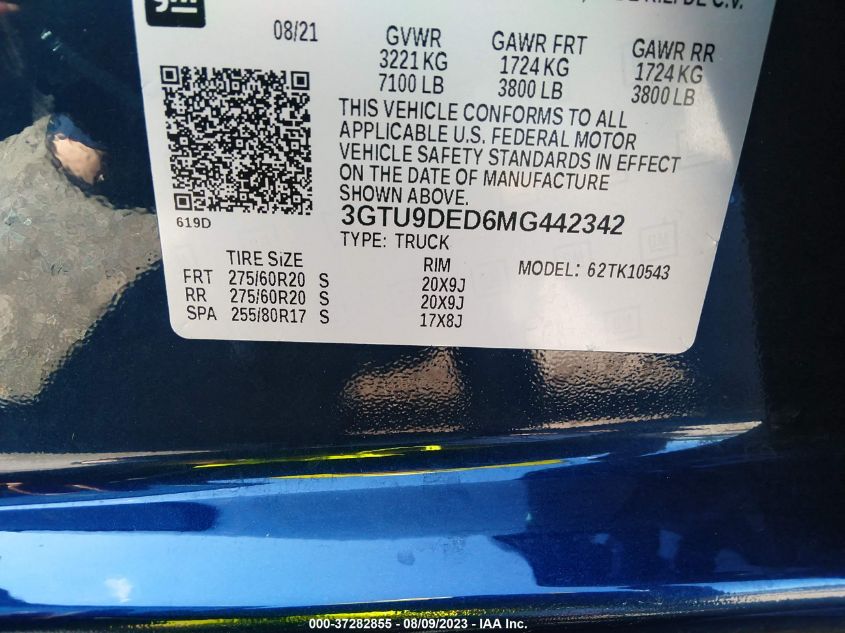 gm
DE R.L. DE C.V.
08/21 GVWR GAWR FRT GAWR RR
3221 KG 1724 KG 1724 KG
7100 LB 3800 LB 3800 LB
THIS VEHICLE CONFORMS TO ALL
APPLICABLE U.S. FEDERAL MOTOR
VEHICLE SAFETY STANDARDS IN EFFECT
ON THE DATE OF MANUFACTURE
SHOWN ABOVE.
619D
3GTU9DED6MG442342
TYPE: TRUCK
TIRE SIZE RIM MODEL: 62TK10543
FRT 275/60R20 S 20X9J
RR 275/60R20 S 20X9J
SPA 255/80R17 S 17X8J
000-37282855 - 08/09/2023 - IAA Inc.